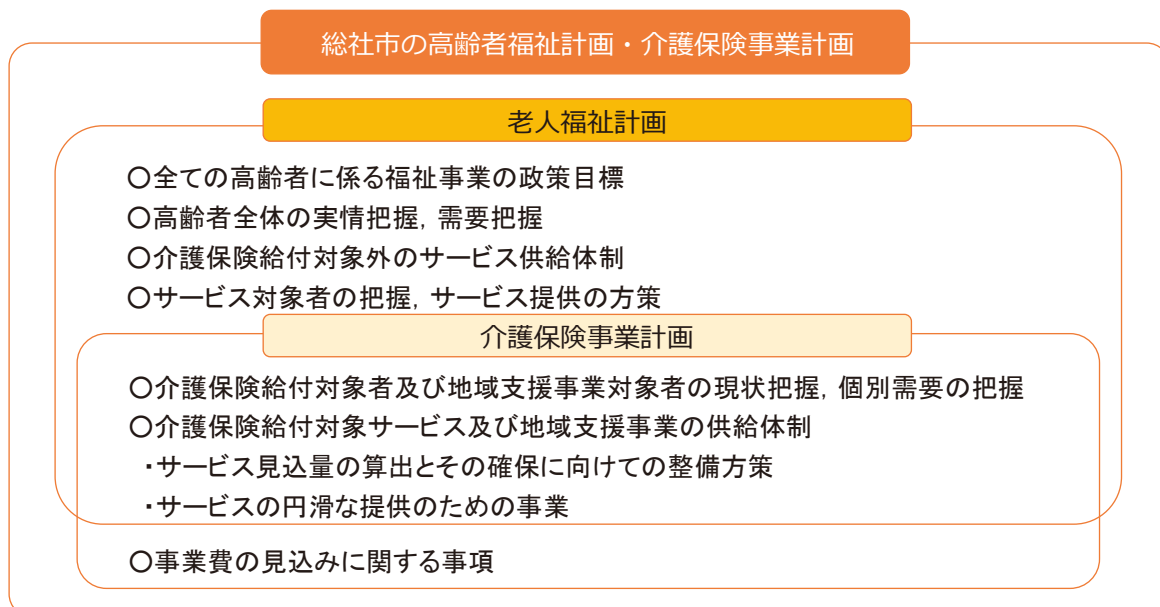 総社市の高齢者福祉計画・介護保険事業計画
老人福祉計画
○全ての高齢者に係る福祉事業の政策目標
○高齢者全体の実情把握，需要把握
○介護保険給付対象外のサービス供給体制
○サービス対象者の把握，サービス提供の方策
介護保険事業計画
○介護保険給付対象者及び地域支援事業対象者の現状把握，個別需要の把握
○介護保険給付対象サービス及び地域支援事業の供給体制
・サービス見込量の算出とその確保に向けての整備方策
・サービスの円滑な提供のための事業
○事業費の見込みに関する事項